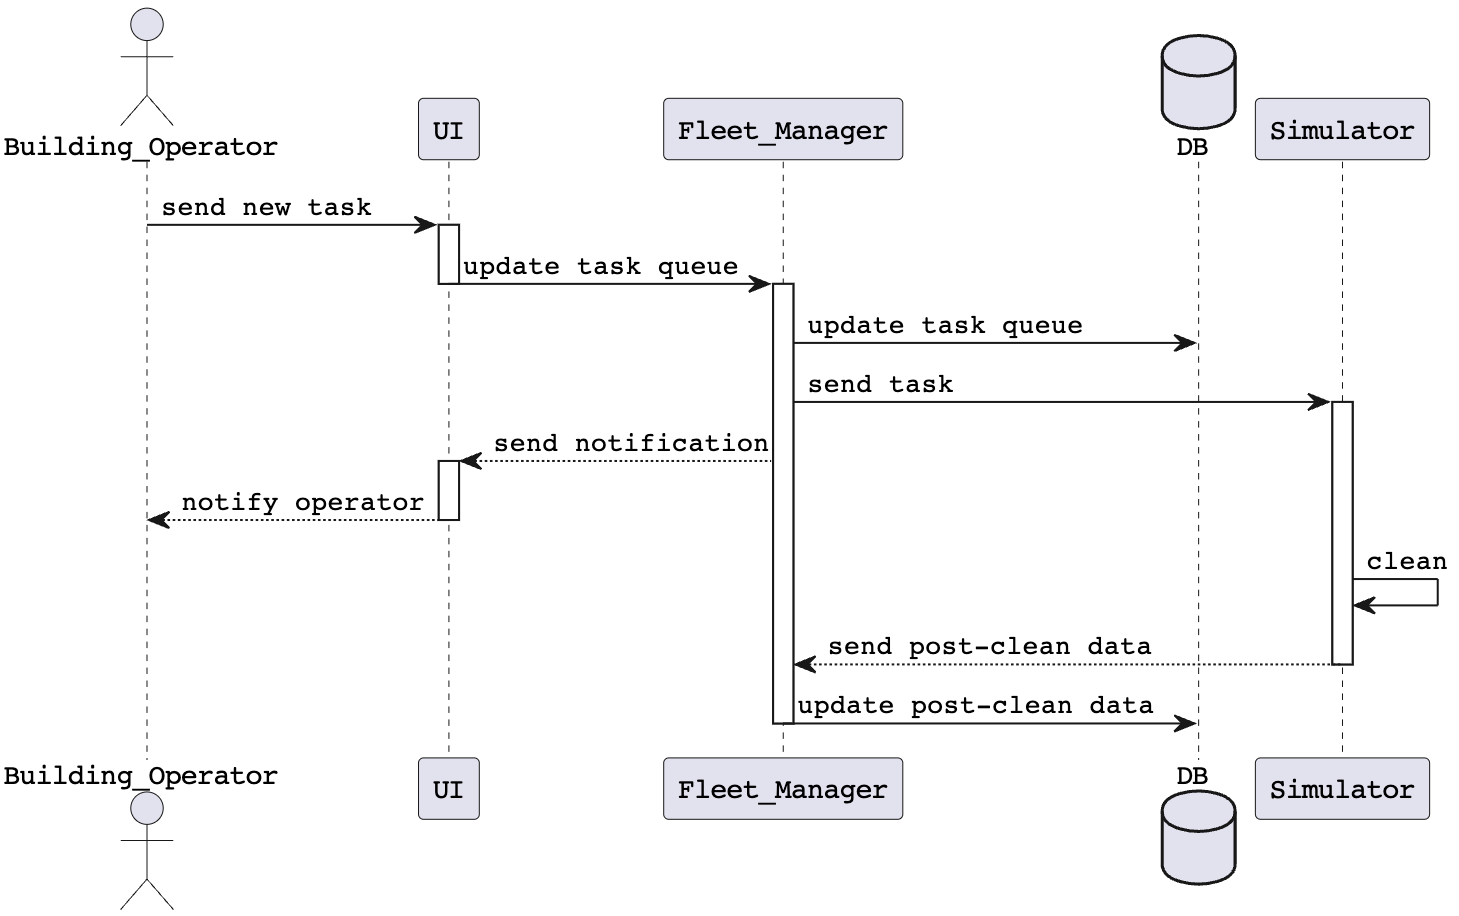 Building_Operator
UI
Fleet_Manager
DB
Simulator
send new task
update task queue
update task queue
send task
send notification
notify operator
clean
send post-clean data
update post-clean data
Building_Operator
UI
Fleet_Manager
DB
Simulator